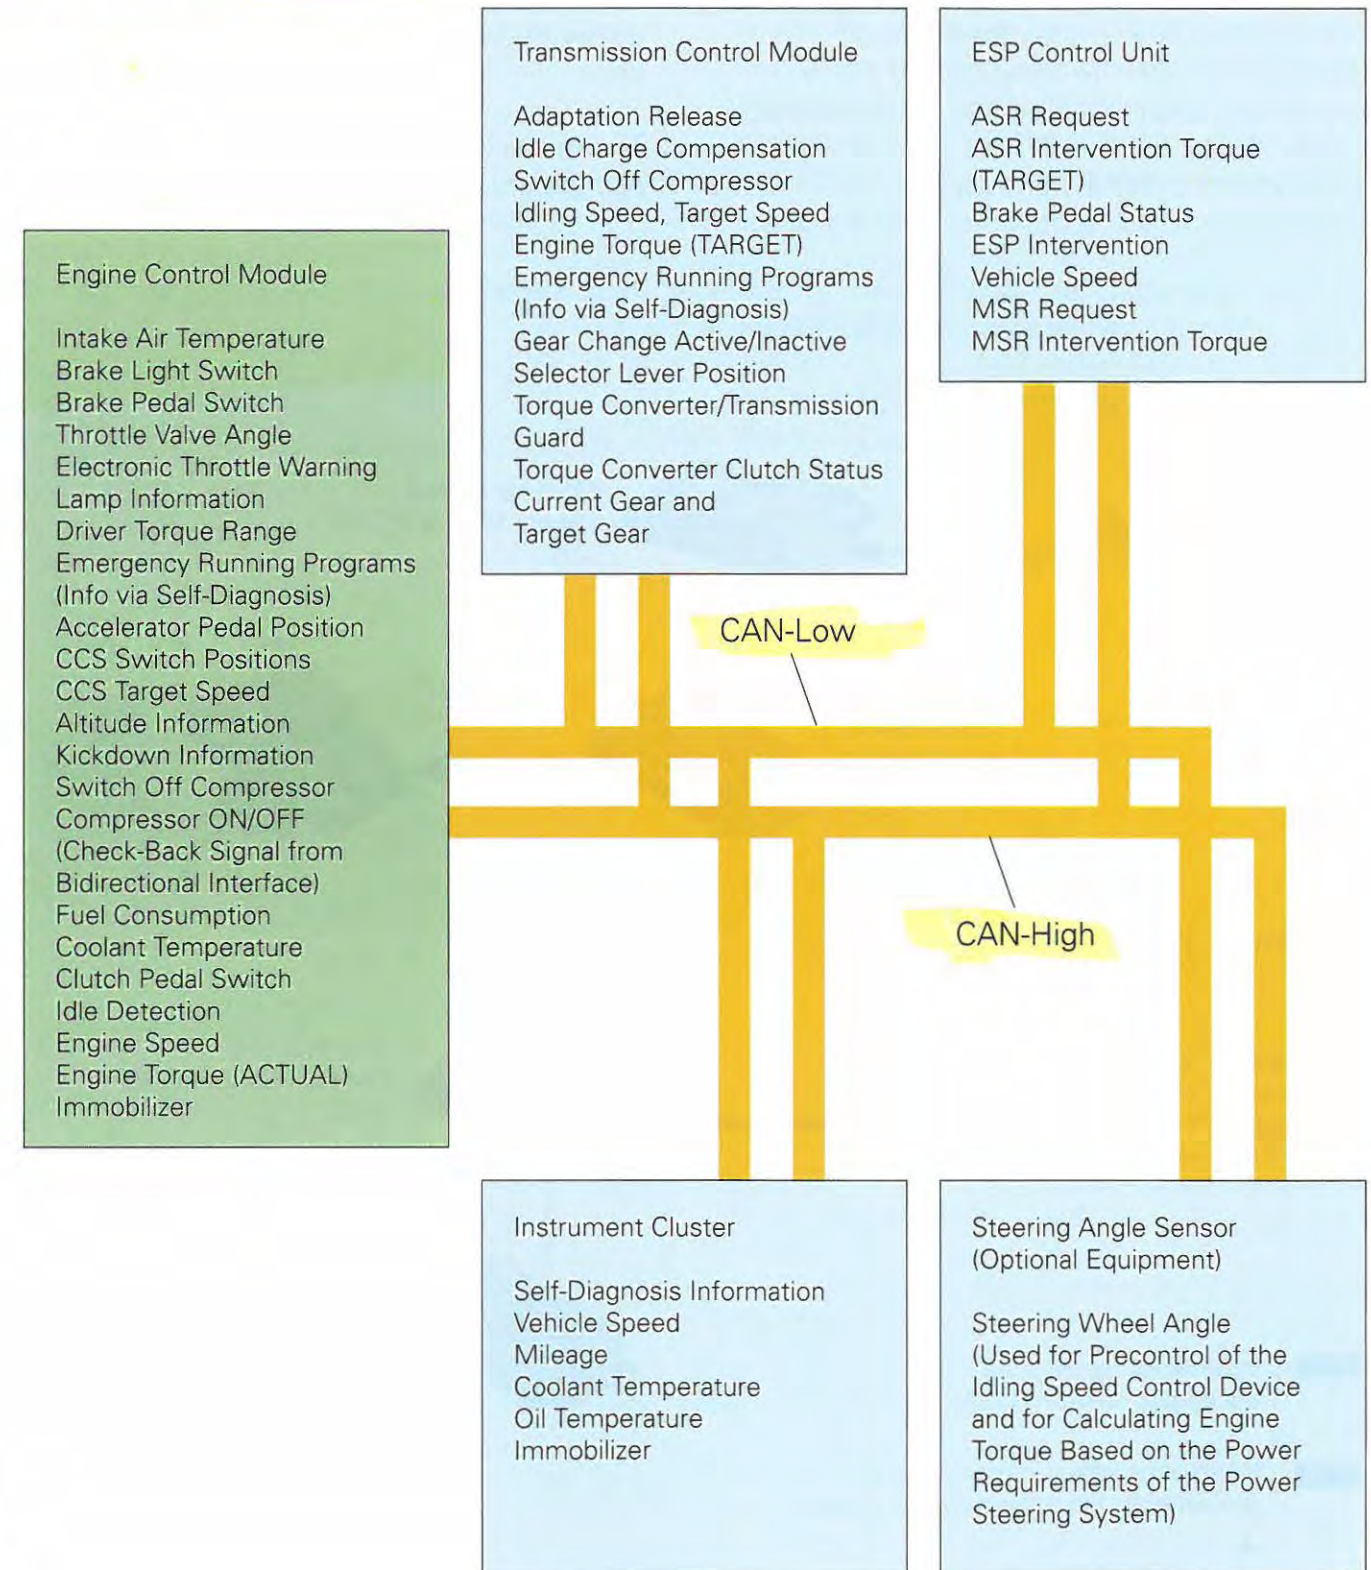 Transmission Control Module
Adaptation Release
Idle Charge Compensation
Switch Off Compressor
Idling Speed, Target Speed
Engine Torque (TARGET)
Emergency Running Programs
(Info via Self-Diagnosis)
Gear Change Active/Inactive
Selector Lever Position
Torque Converter/Transmission
Guard
Torque Converter Clutch Status
Current Gear and
Target Gear
ESP Control Unit
ASR Request
ASR Intervention Torque
(TARGET)
Brake Pedal Status
ESP Intervention
Vehicle Speed
MSR Request
MSR Intervention Torque
Engine Control Module
Intake Air Temperature
Brake Light Switch
Brake Pedal Switch
Throttle Valve Angle
Electronic Throttle Warning
Lamp Information
Driver Torque Range
Emergency Running Programs
(Info via Self-Diagnosis)
Accelerator Pedal Position
CCS Switch Positions
CCS Target Speed
Altitude Information
Kickdown Information
Switch Off Compressor
Compressor ON/OFF
(Check-Back Signal from
Bidirectional Interface)
Fuel Consumption
Coolant Temperature
Clutch Pedal Switch
Idle Detection
Engine Speed
Engine Torque (ACTUAL)
Immobilizer
CAN-Low
CAN-High
Instrument Cluster
Self-Diagnosis Information
Vehicle Speed
Mileage
Coolant Temperature
Oil Temperature
Immobilizer
Steering Angle Sensor
(Optional Equipment)
Steering Wheel Angle
(Used for Precontrol of the
Idling Speed Control Device
and for Calculating Engine
Torque Based on the Power
Requirements of the Power
Steering System)